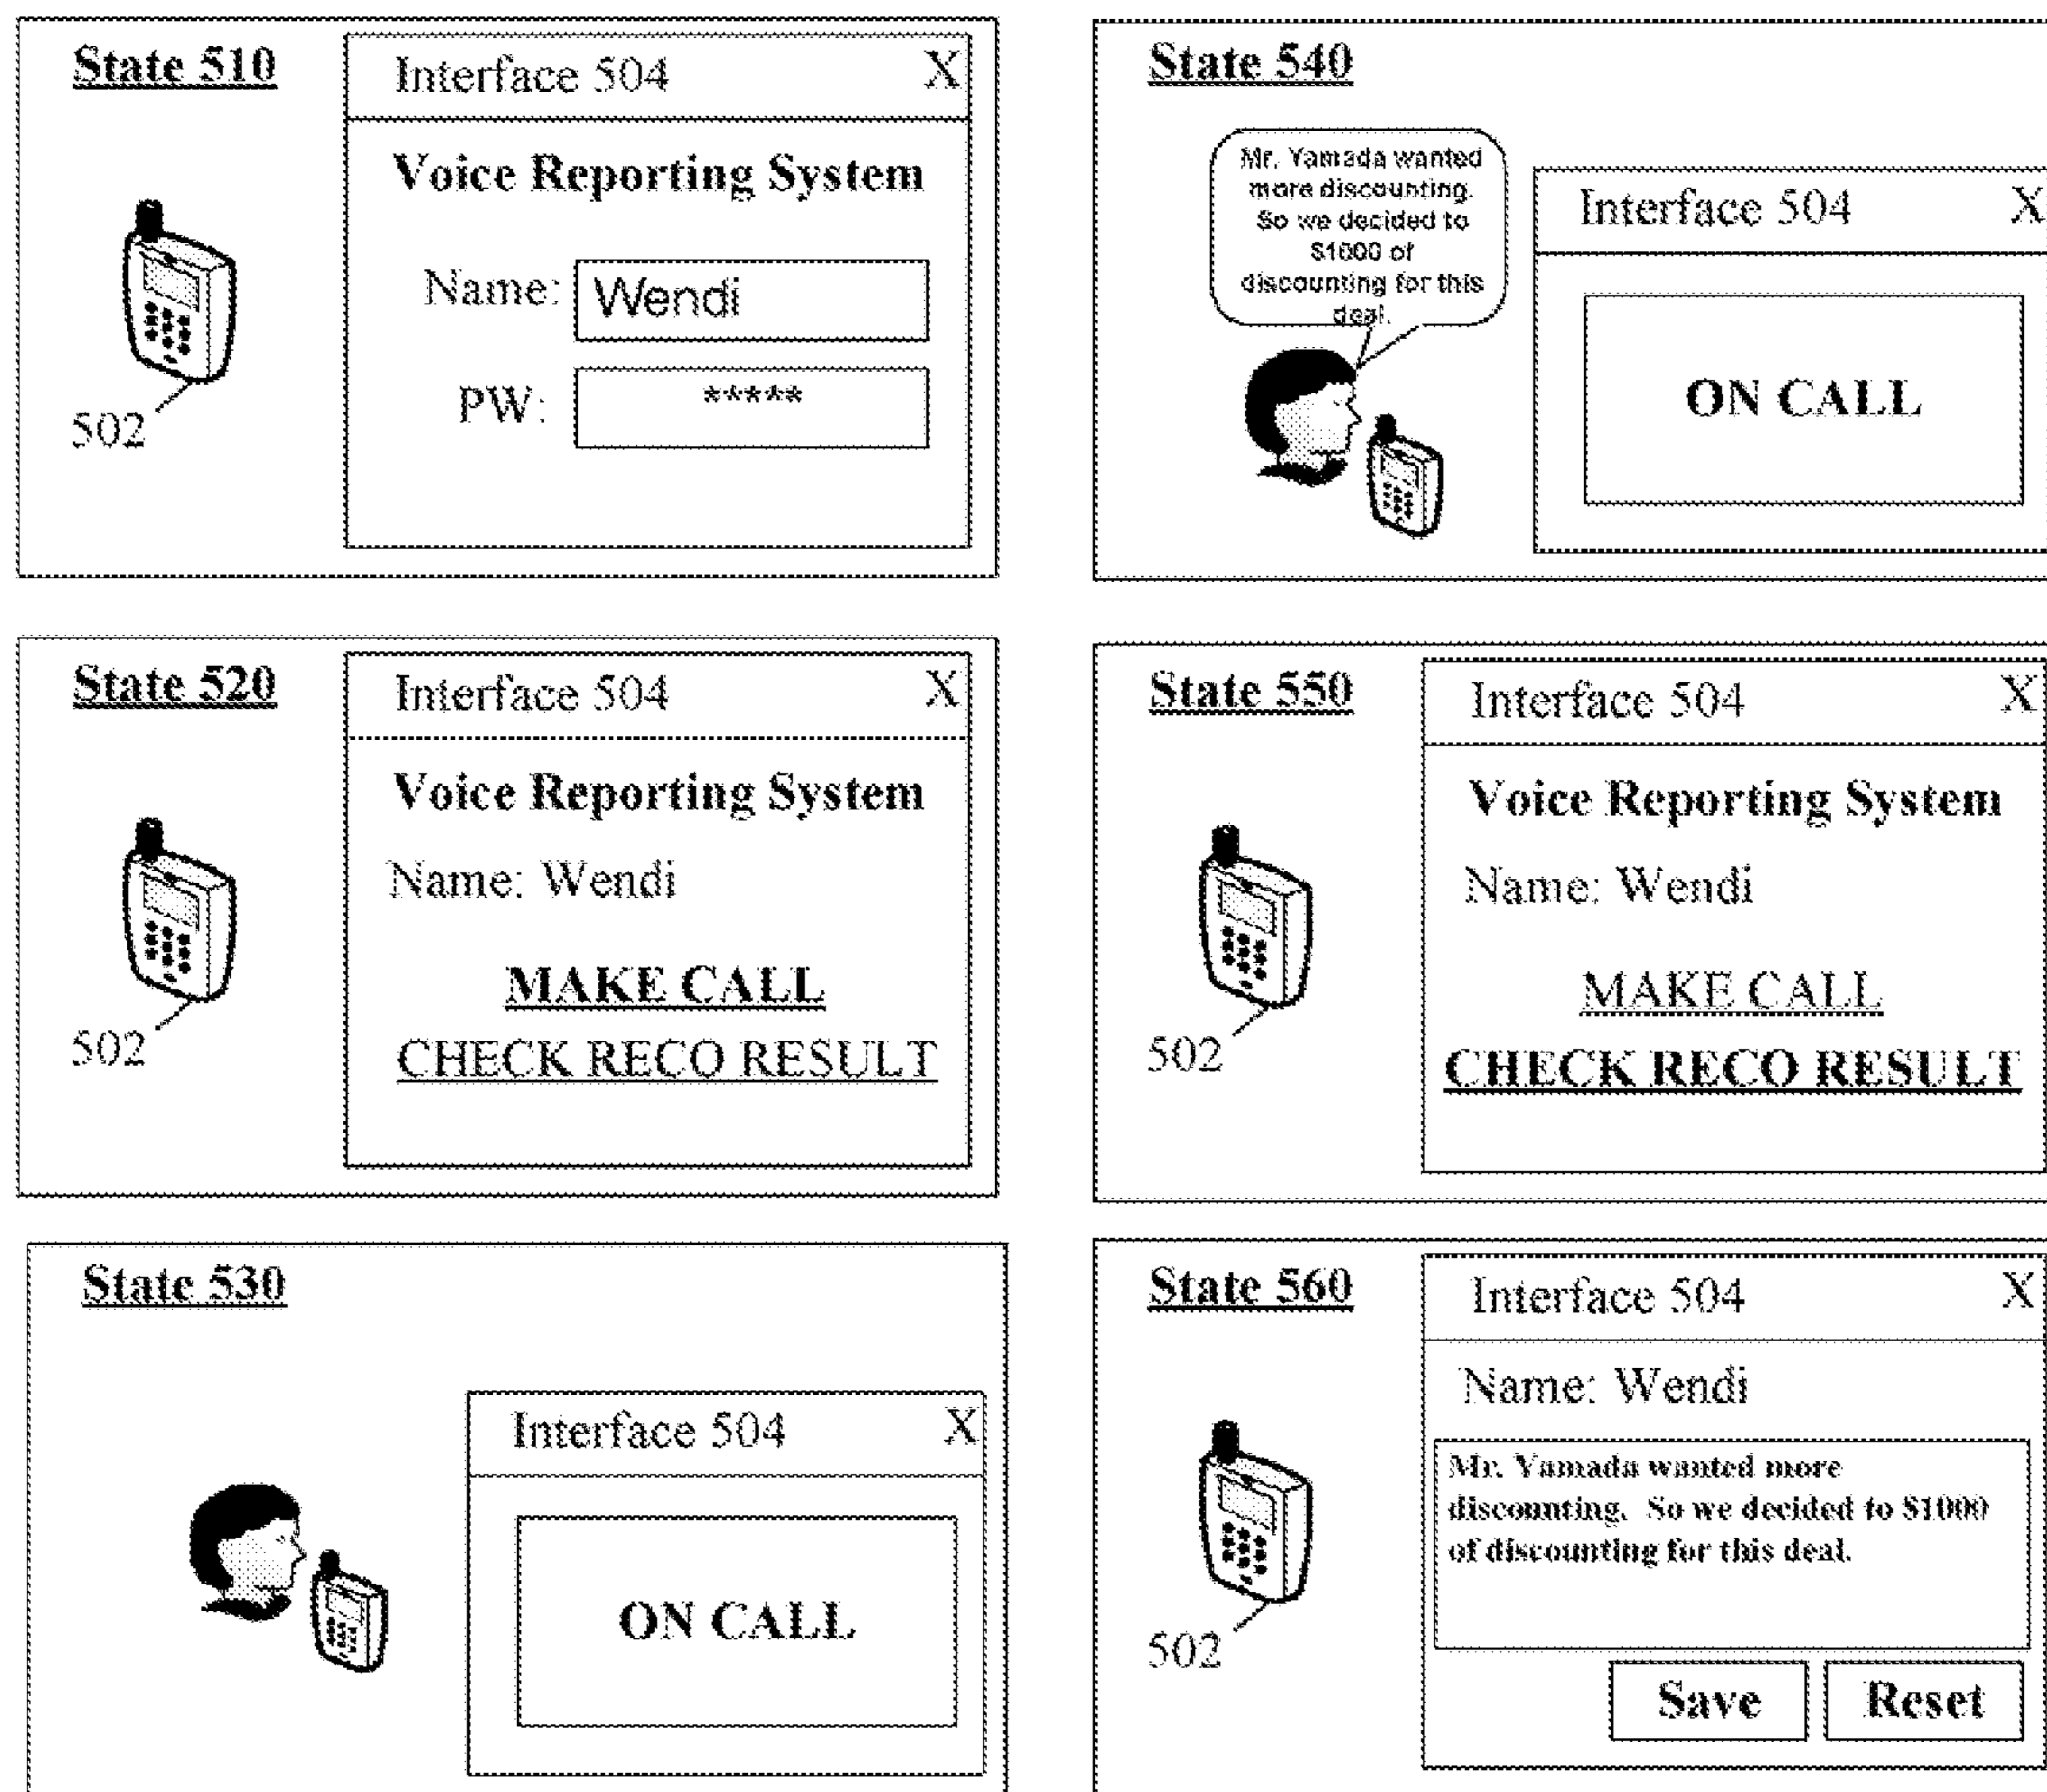 State 510
Interface 504 X
Voice Reporting System
Name: Wendi
PW: *****
502
State 520
Interface 504 X
Voice Reporting System
Name: Wendi
MAKE CALL
CHECK RECO RESULT
502
State 530
Interface 504 X
ON CALL
State 540
Mr. Yamada wanted
more discounting.
So we decided to
$1000 of
discounting for this
deal.
Interface 504 X
ON CALL
State 550
Interface 504 X
Voice Reporting System
Name: Wendi
MAKE CALL
CHECK RECO RESULT
502
State 560
Interface 504 X
Name: Wendi
Mr. Yamada wanted more
discounting. So we decided to $1000
of discounting for this deal.
502
Save Reset